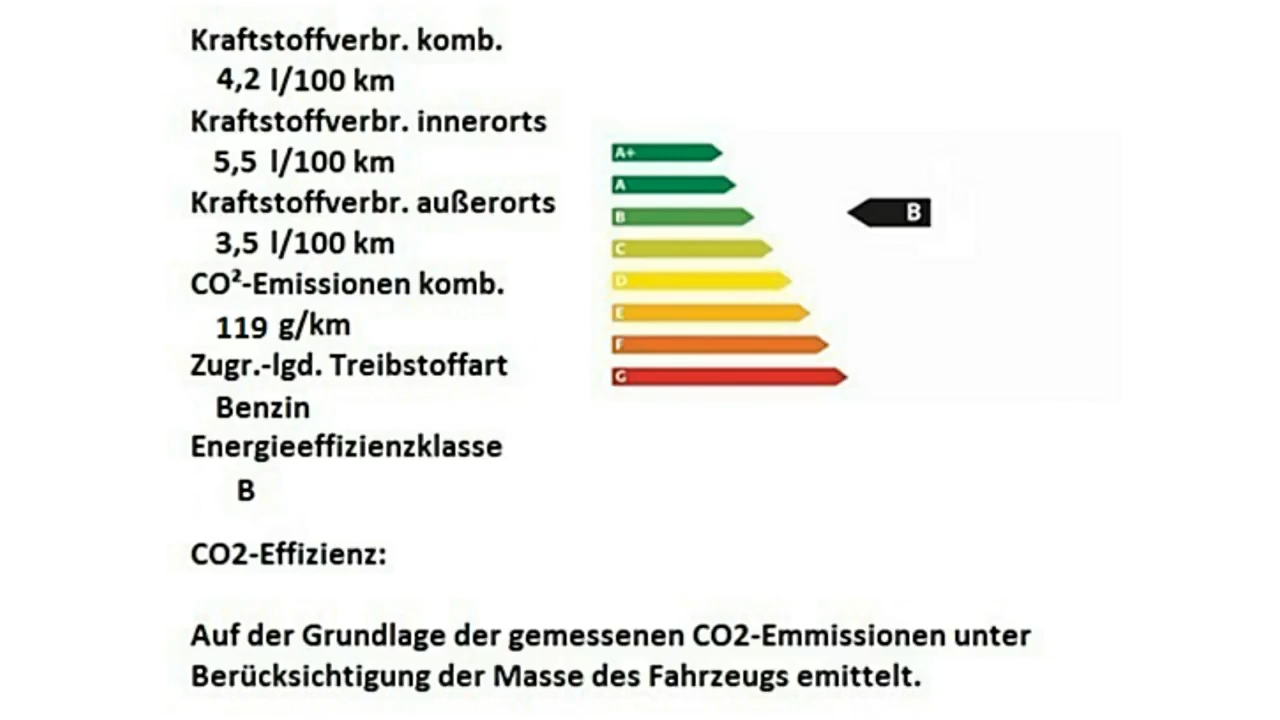 Kraftstoffverbr. komb.
4,2 l/100 km
Kraftstoffverbr. innerorts
5,5 l/100 km
Kraftstoffverbr. außerorts
3,5 l/100 km
CO²-Emissionen komb.
119 g/km
Zugr.-lgd. Treibstoffart
Benzin
Energieeffizienzklasse
B
A+
A
B
B
C
D
E
F
G
CO2-Effizienz:
Auf der Grundlage der gemessenen CO2-Emmissionen unter
Berücksichtigung der Masse des Fahrzeugs emittelt.